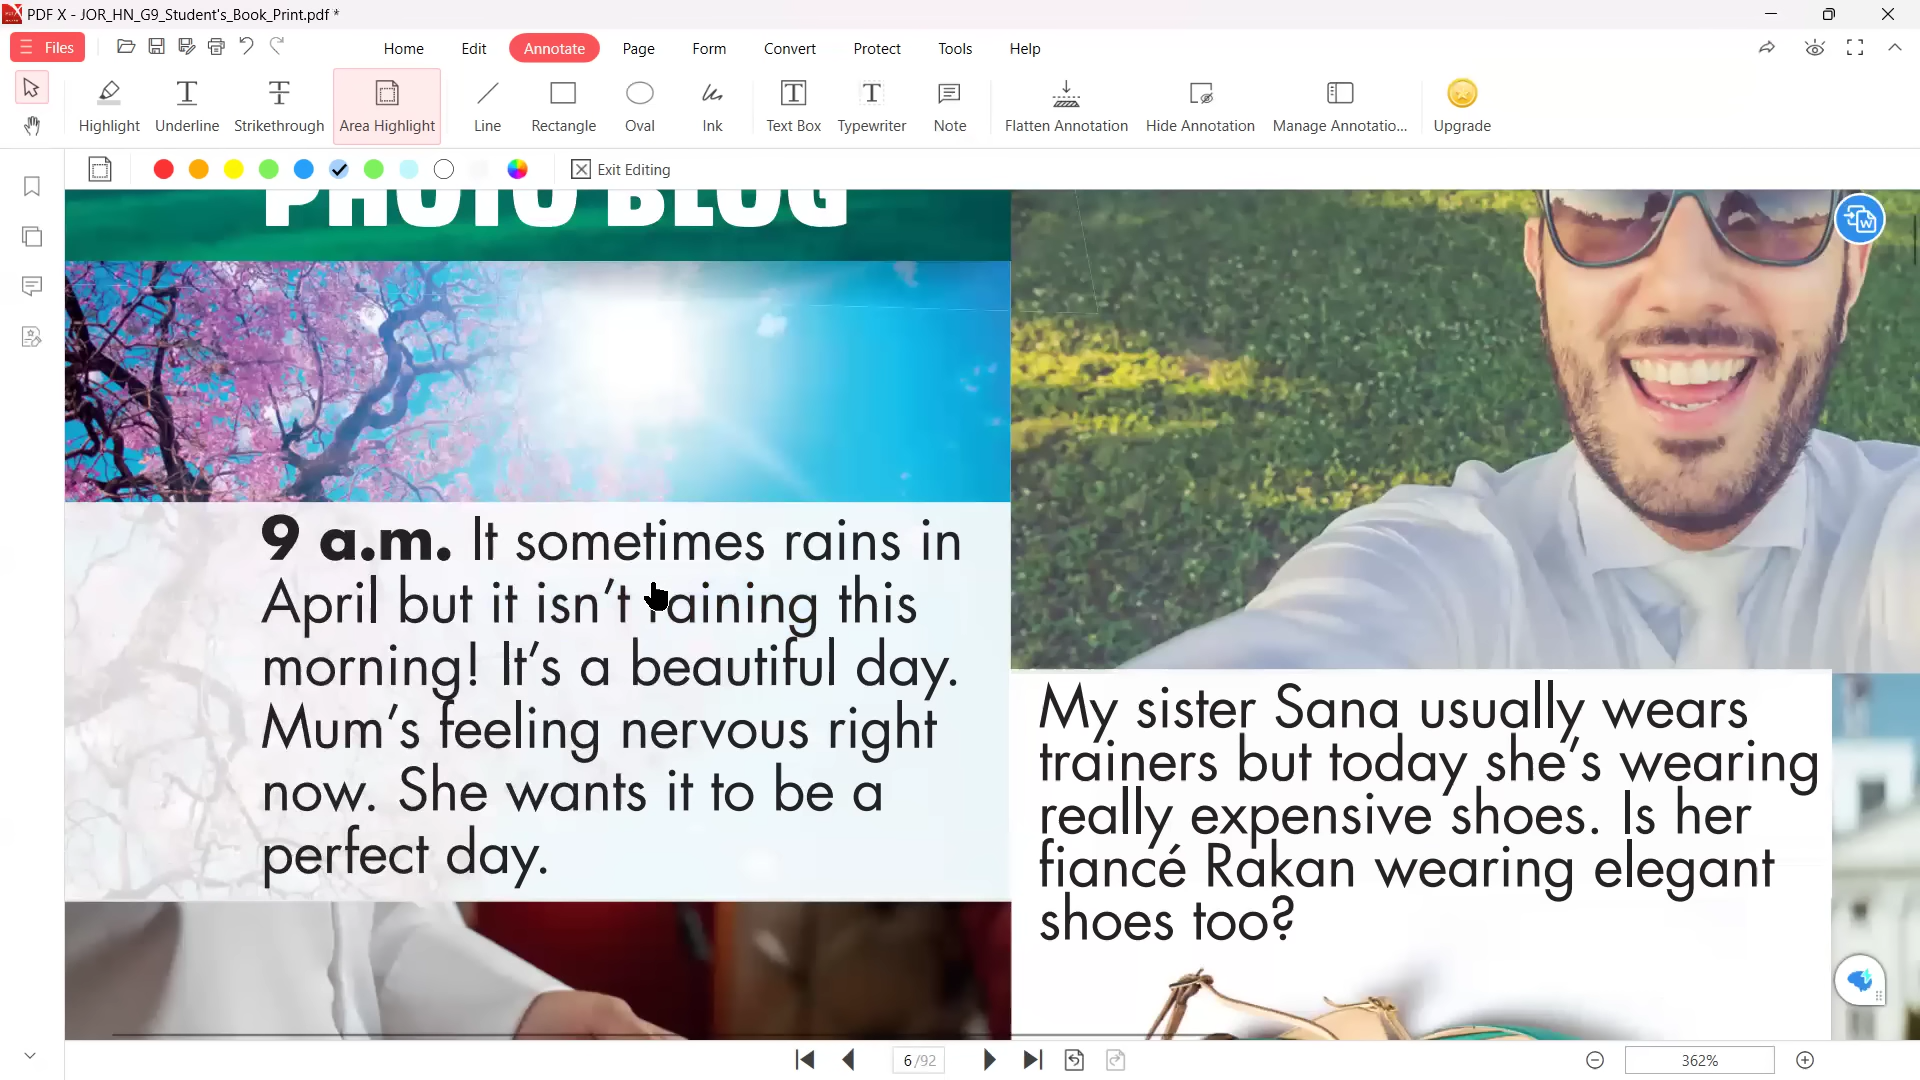 PDF X - JOR_HN_G9_Student's_Book_Print.pdf *
Files
Home Edit Annotate Page Form Convert Protect Tools Help
Highlight Underline Strikethrough Area Highlight Line Rectangle Oval Ink Text Box Typewriter Note Flatten Annotation Hide Annotation Manage Annotatio... Upgrade
Exit Editing
PHOTO BLOG
9 a.m. It sometimes rains in
April but it isn't raining this
morning! It's a beautiful day.
Mum's feeling nervous right
now. She wants it to be a
perfect day.
My sister Sana usually wears
trainers but today she's wearing
really expensive shoes. Is her
fiancé Rakan wearing elegant
shoes too?
6 /92
362%